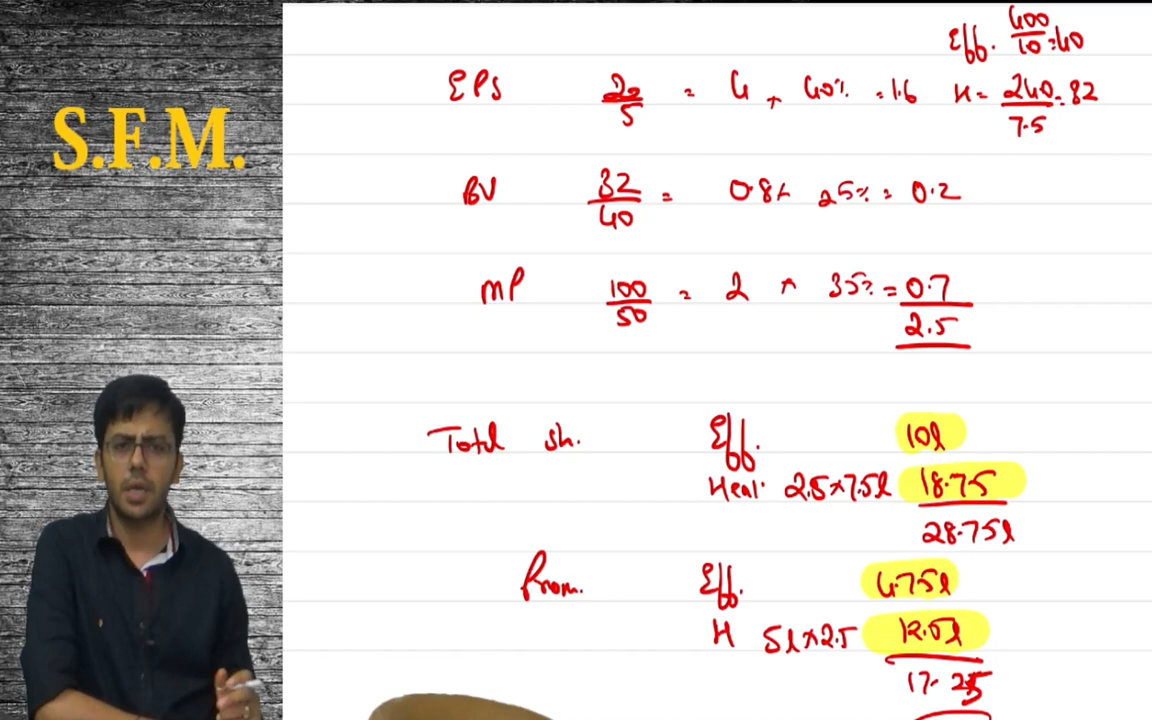 S.F.M.
Eff. 400/10 = 40
EPS 20/5 = 4 × 40% = 1.6 H = 240/7.5 = 32
BV 32/40 = 0.8 × 25% = 0.2
MP 100/50 = 2 × 35% = 0.7
2.5
Total sh. Eff. 10l
Heal. 2.5×7.5l 18.75
28.75l
Prom. Eff. 4.75l
H 5l×2.5 12.5l
17.25